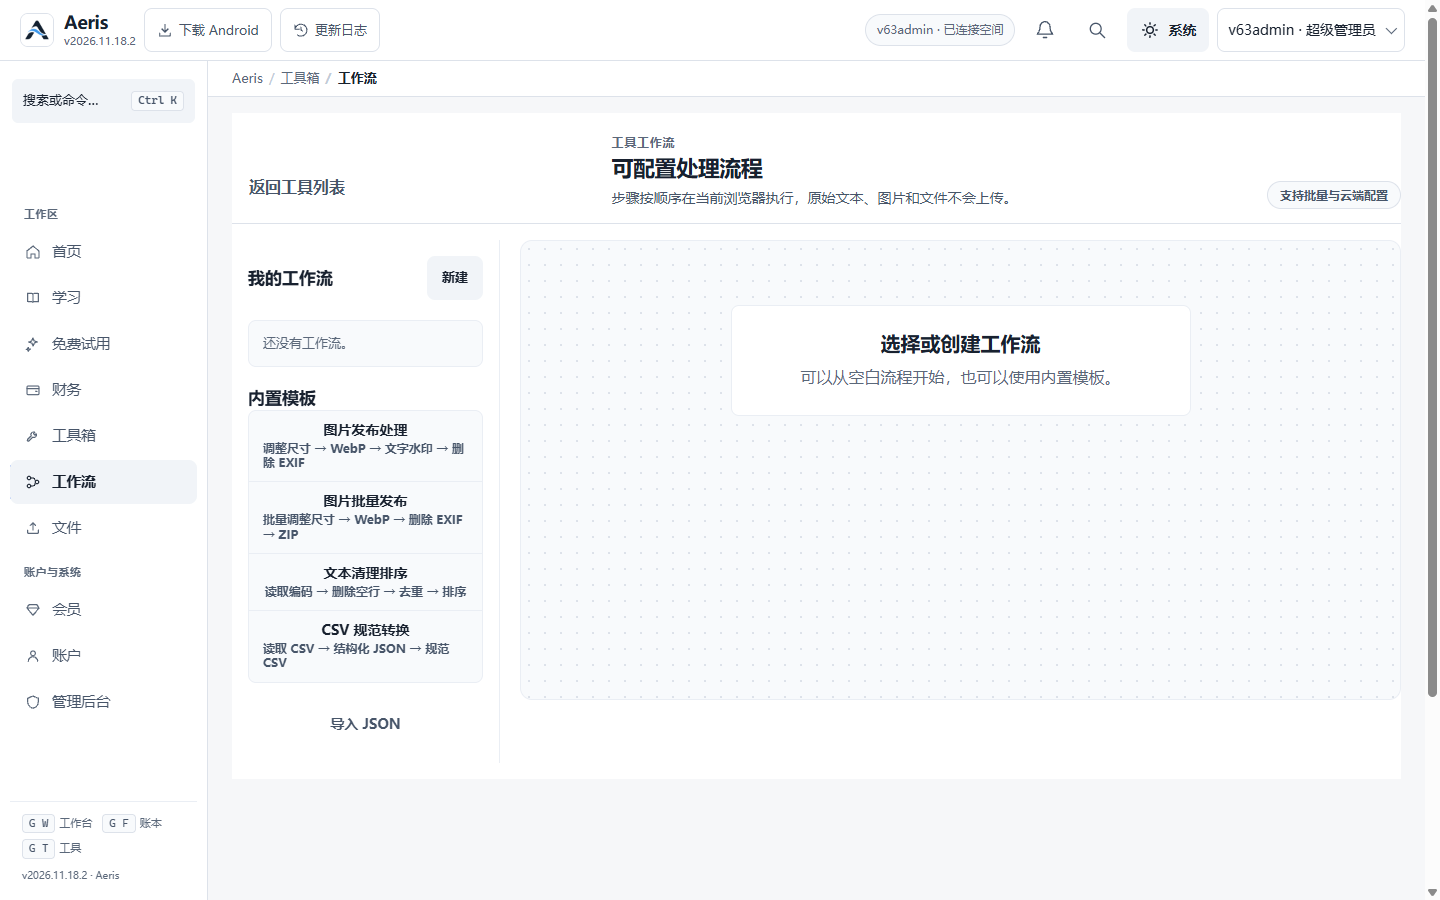 Aeris
v2026.11.18.2
下载 Android
更新日志
v63admin · 已连接空间
系统
v63admin · 超级管理员
搜索或命令...
Ctrl K
Aeris / 工具箱 / 工作流
工作区
首页
学习
免费试用
财务
工具箱
工作流
文件
账户与系统
会员
账户
管理后台
G W 工作台 G F 账本
G T 工具
v2026.11.18.2 · Aeris
返回工具列表
工具工作流
可配置处理流程
步骤按顺序在当前浏览器执行，原始文本、图片和文件不会上传。
支持批量与云端配置
我的工作流
新建
还没有工作流。
内置模板
图片发布处理
调整尺寸 → WebP → 文字水印 → 删
除 EXIF
图片批量发布
批量调整尺寸 → WebP → 删除 EXIF
→ ZIP
文本清理排序
读取编码 → 删除空行 → 去重 → 排序
CSV 规范转换
读取 CSV → 结构化 JSON → 规范
CSV
导入 JSON
选择或创建工作流
可以从空白流程开始，也可以使用内置模板。